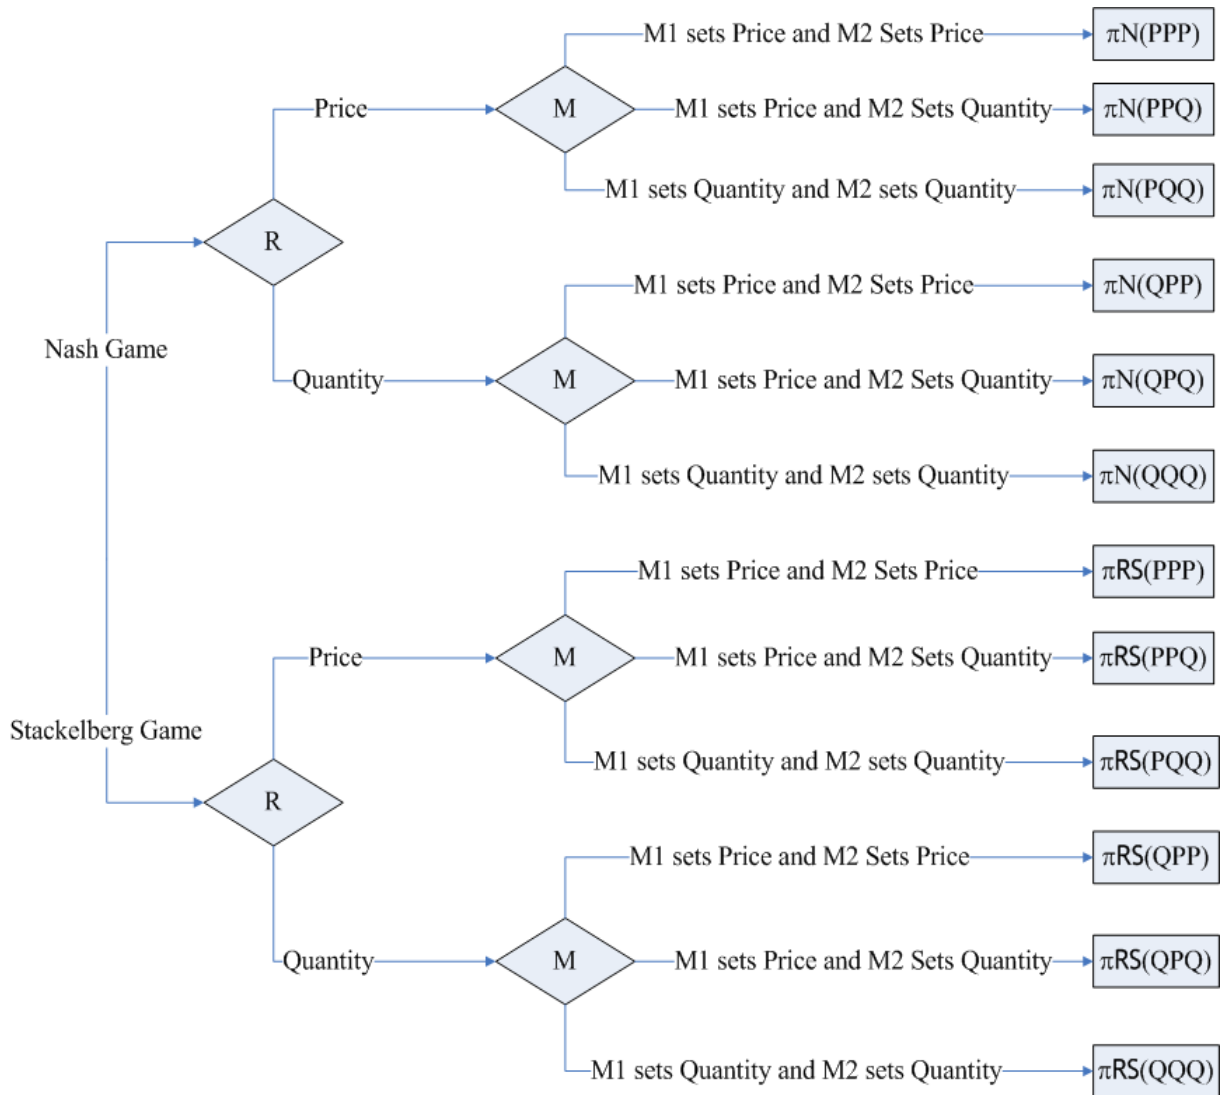 M1 sets Price and M2 Sets Price
πN(PPP)
Price
M
M1 sets Price and M2 Sets Quantity
πN(PPQ)
M1 sets Quantity and M2 sets Quantity
πN(PQQ)
R
M1 sets Price and M2 Sets Price
πN(QPP)
Nash Game
Quantity
M
M1 sets Price and M2 Sets Quantity
πN(QPQ)
M1 sets Quantity and M2 sets Quantity
πN(QQQ)
M1 sets Price and M2 Sets Price
πRS(PPP)
Price
M
M1 sets Price and M2 Sets Quantity
πRS(PPQ)
Stackelberg Game
M1 sets Quantity and M2 sets Quantity
πRS(PQQ)
R
M1 sets Price and M2 Sets Price
πRS(QPP)
Quantity
M
M1 sets Price and M2 Sets Quantity
πRS(QPQ)
M1 sets Quantity and M2 sets Quantity
πRS(QQQ)